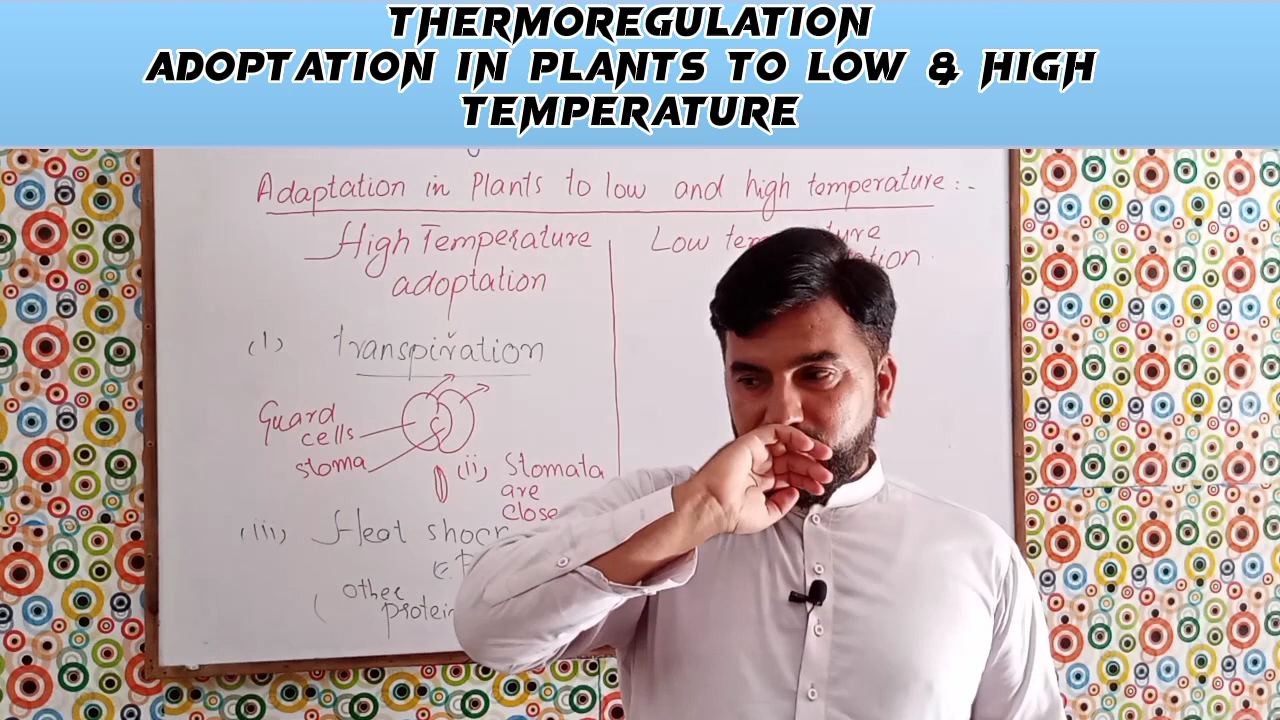 THERMOREGULATION
ADOPTATION IN PLANTS TO LOW & HIGH
TEMPERATURE
Adaptation in Plants to low and high temperature:-
High Temperature
adoptation
Low
(i) transpiration
Guard
cells
stoma
(ii) Stomata
are
close
(iii) Heat
other